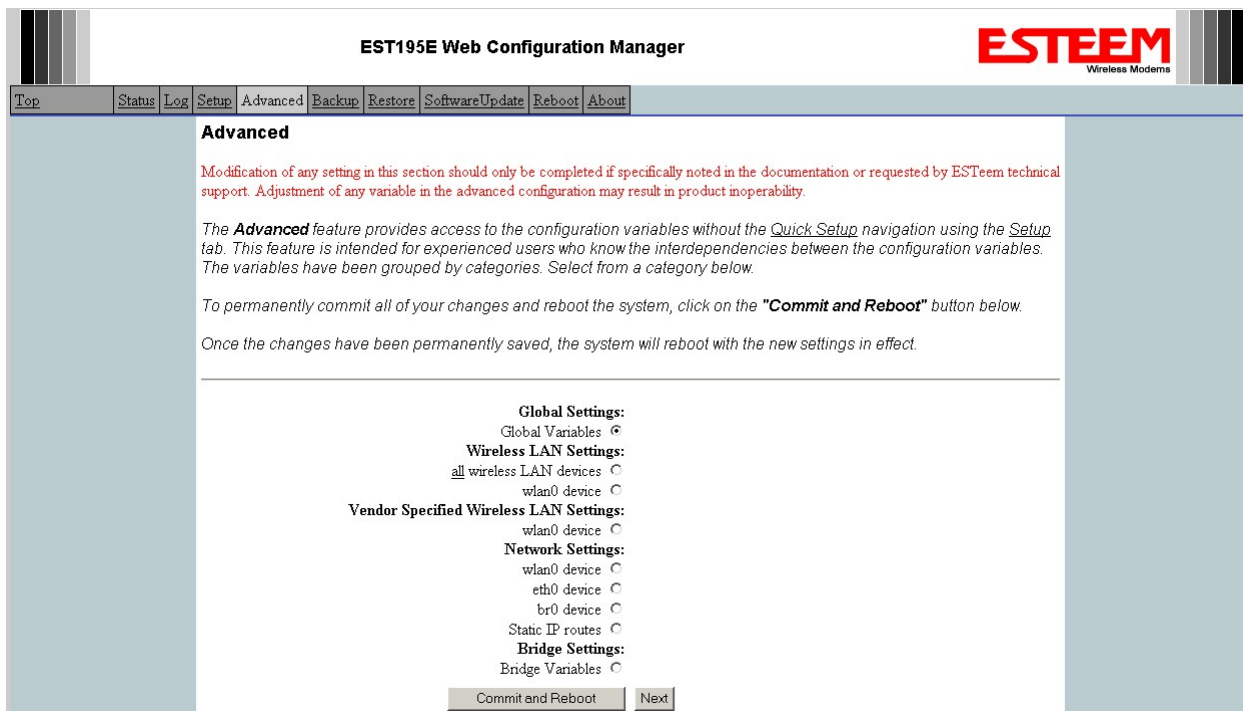 EST195E Web Configuration Manager
ESTEEM
Wireless Modems
Top Status Log Setup Advanced Backup Restore SoftwareUpdate Reboot About
Advanced
Modification of any setting in this section should only be completed if specifically noted in the documentation or requested by ESTeem technical
support. Adjustment of any variable in the advanced configuration may result in product inoperability.
The Advanced feature provides access to the configuration variables without the Quick Setup navigation using the Setup
tab. This feature is intended for experienced users who know the interdependencies between the configuration variables.
The variables have been grouped by categories. Select from a category below.
To permanently commit all of your changes and reboot the system, click on the "Commit and Reboot" button below.
Once the changes have been permanently saved, the system will reboot with the new settings in effect.
Global Settings:
Global Variables
Wireless LAN Settings:
all wireless LAN devices
wlan0 device
Vendor Specified Wireless LAN Settings:
wlan0 device
Network Settings:
wlan0 device
eth0 device
br0 device
Static IP routes
Bridge Settings:
Bridge Variables
Commit and Reboot Next